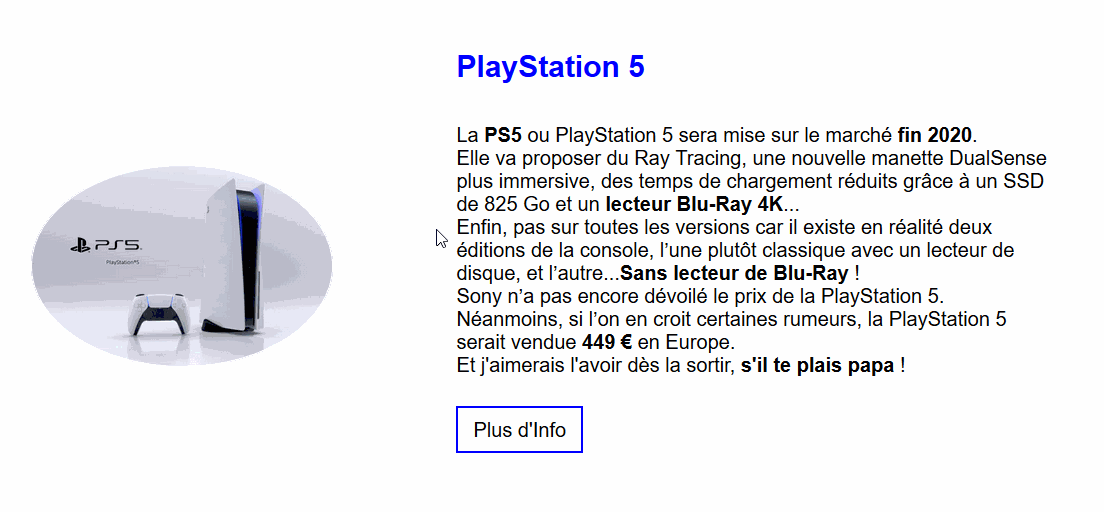 PlayStation 5
La PS5 ou PlayStation 5 sera mise sur le marché fin 2020.
Elle va proposer du Ray Tracing, une nouvelle manette DualSense
plus immersive, des temps de chargement réduits grâce à un SSD
de 825 Go et un lecteur Blu-Ray 4K...
Enfin, pas sur toutes les versions car il existe en réalité deux
éditions de la console, l’une plutôt classique avec un lecteur de
disque, et l’autre...Sans lecteur de Blu-Ray !
Sony n’a pas encore dévoilé le prix de la PlayStation 5.
Néanmoins, si l’on en croit certaines rumeurs, la PlayStation 5
serait vendue 449 € en Europe.
Et j'aimerais l'avoir dès la sortir, s'il te plais papa !
Plus d'Info
PS5
PlayStation®5